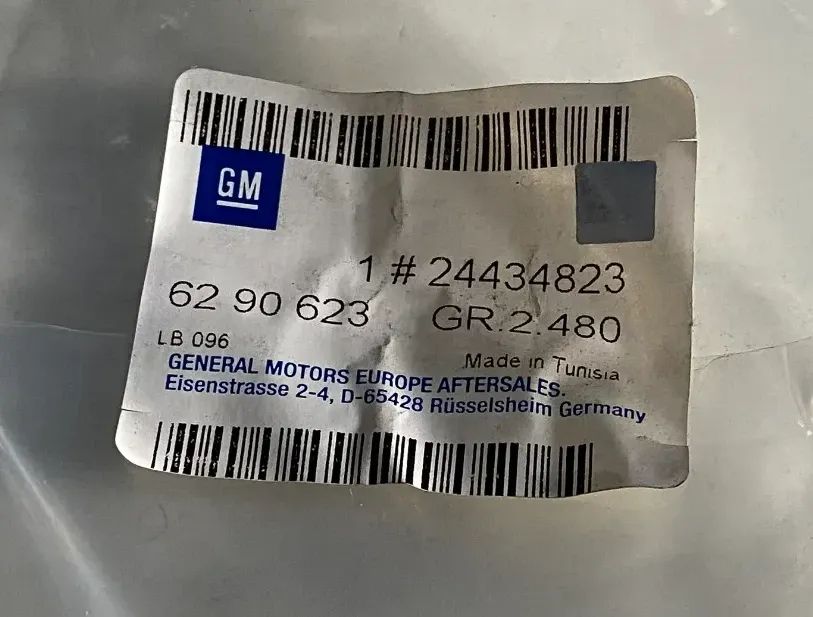 GM
1 # 24434823
62 90 623 GR.2.480
LB 096 Made in Tunisia
GENERAL MOTORS EUROPE AFTERSALES.
Eisenstrasse 2-4, D-65428 Rüsselsheim Germany